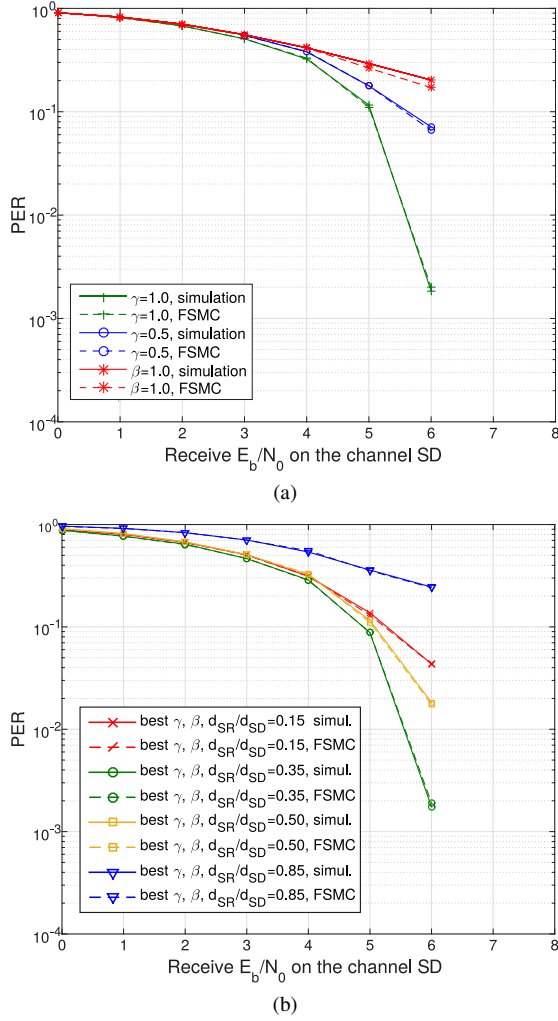 10^0
10^-1
10^-2
10^-3
10^-4
PER
γ=1.0, simulation
γ=1.0, FSMC
γ=0.5, simulation
γ=0.5, FSMC
β=1.0, simulation
β=1.0, FSMC
0 1 2 3 4 5 6 7 8
Receive E_b/N_0 on the channel SD
(a)
10^0
10^-1
10^-2
10^-3
10^-4
PER
best γ, β, d_SR/d_SD=0.15 simul.
best γ, β, d_SR/d_SD=0.15, FSMC
best γ, β, d_SR/d_SD=0.35, simul.
best γ, β, d_SR/d_SD=0.35, FSMC
best γ, β, d_SR/d_SD=0.50, simul.
best γ, β, d_SR/d_SD=0.50, FSMC
best γ, β, d_SR/d_SD=0.85, simul.
best γ, β, d_SR/d_SD=0.85, FSMC
0 1 2 3 4 5 6 7 8
Receive E_b/N_0 on the channel SD
(b)